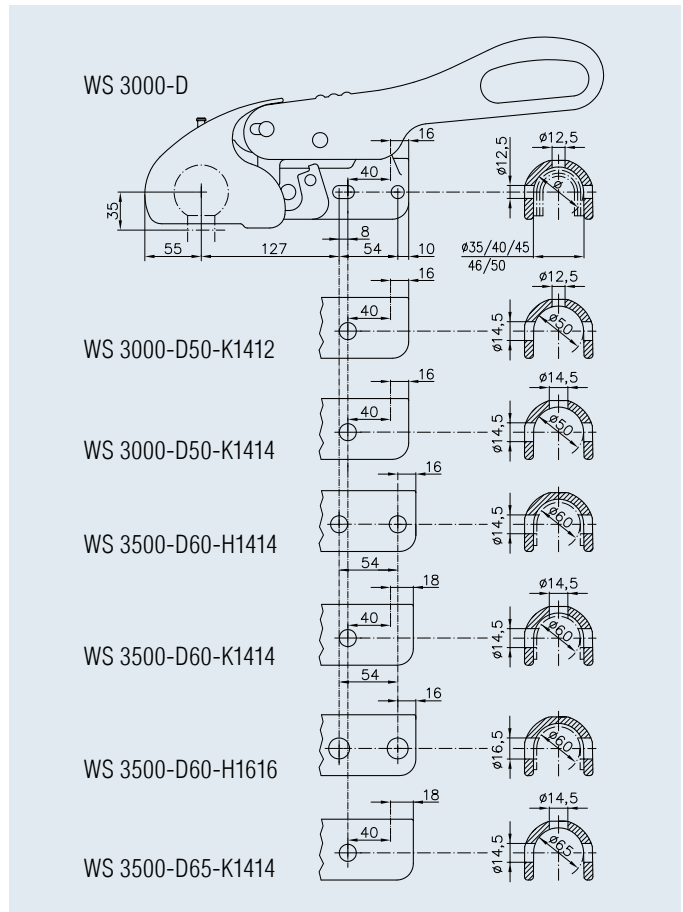 WS 3000-D
16
40
ø12,5
ø12,5
ø
35
8
55
127
54
10
ø35/40/45
46/50
16
40
ø12,5
ø14,5
ø50
WS 3000-D50-K1412
16
40
ø14,5
ø14,5
ø50
WS 3000-D50-K1414
16
ø14,5
ø60
WS 3500-D60-H1414
54
18
40
ø14,5
ø14,5
ø60
WS 3500-D60-K1414
54
16
ø16,5
ø60
WS 3500-D60-H1616
18
40
ø14,5
ø14,5
ø65
WS 3500-D65-K1414